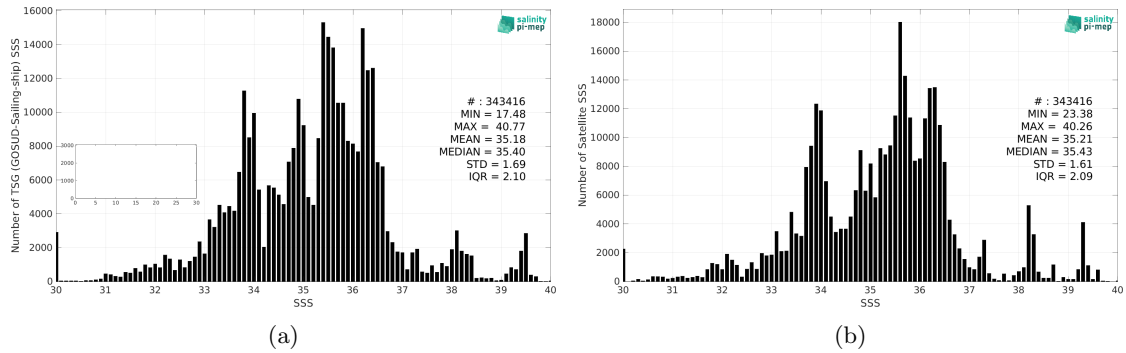 16000
14000
12000
10000
8000
6000
4000
2000
0
30 31 32 33 34 35 36 37 38 39 40
SSS
Number of TSG (GOSUD-Sailing-ship) SSS
salinity
pi-mep
# : 343416
MIN = 17.48
MAX = 40.77
MEAN = 35.18
MEDIAN = 35.40
STD = 1.69
IQR = 2.10
3000
2000
1000
0
0 5 10 15 20 25 30
(a)
18000
16000
14000
12000
10000
8000
6000
4000
2000
0
30 31 32 33 34 35 36 37 38 39 40
SSS
Number of Satellite SSS
salinity
pi-mep
# : 343416
MIN = 23.38
MAX = 40.26
MEAN = 35.21
MEDIAN = 35.43
STD = 1.61
IQR = 2.09
(b)